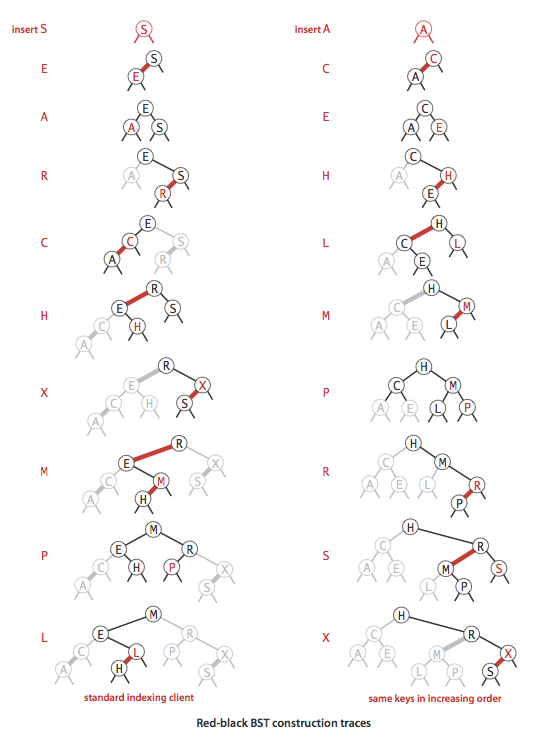 insert S
S
E
S
E
A
E
A S
R
E
A S
R
C
E
C S
A R
H
R
E S
C H
A
X
R
E X
C H S
A
M
R
E X
C M S
A H
P
M
E R
C H P X
A S
L
M
E R
C L P X
A H S
standard indexing client
insert A
A
C
C
A
E
C
A E
H
C
A H
E
L
H
C L
A E
M
H
C M
A E L
P
H
C M
A E L P
R
H
C M
A E L R
P
S
H
C R
A E M S
L P
X
H
C R
A E M X
L P S
same keys in increasing order
Red-black BST construction traces